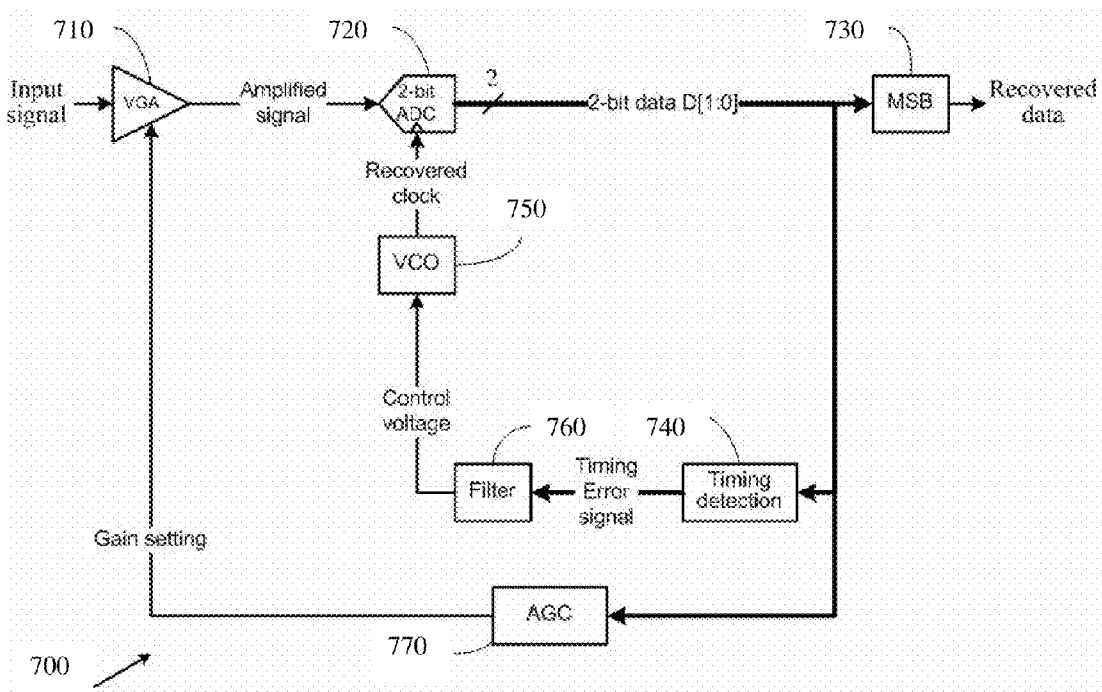 710
720
730
Input
signal
VGA
Amplified
signal
2-bit
ADC
2
2-bit data D[1:0]
MSB
Recovered
data
Recovered
clock
750
VCO
Control
voltage
760
740
Filter
Timing
Error
signal
Timing
detection
Gain setting
AGC
770
700